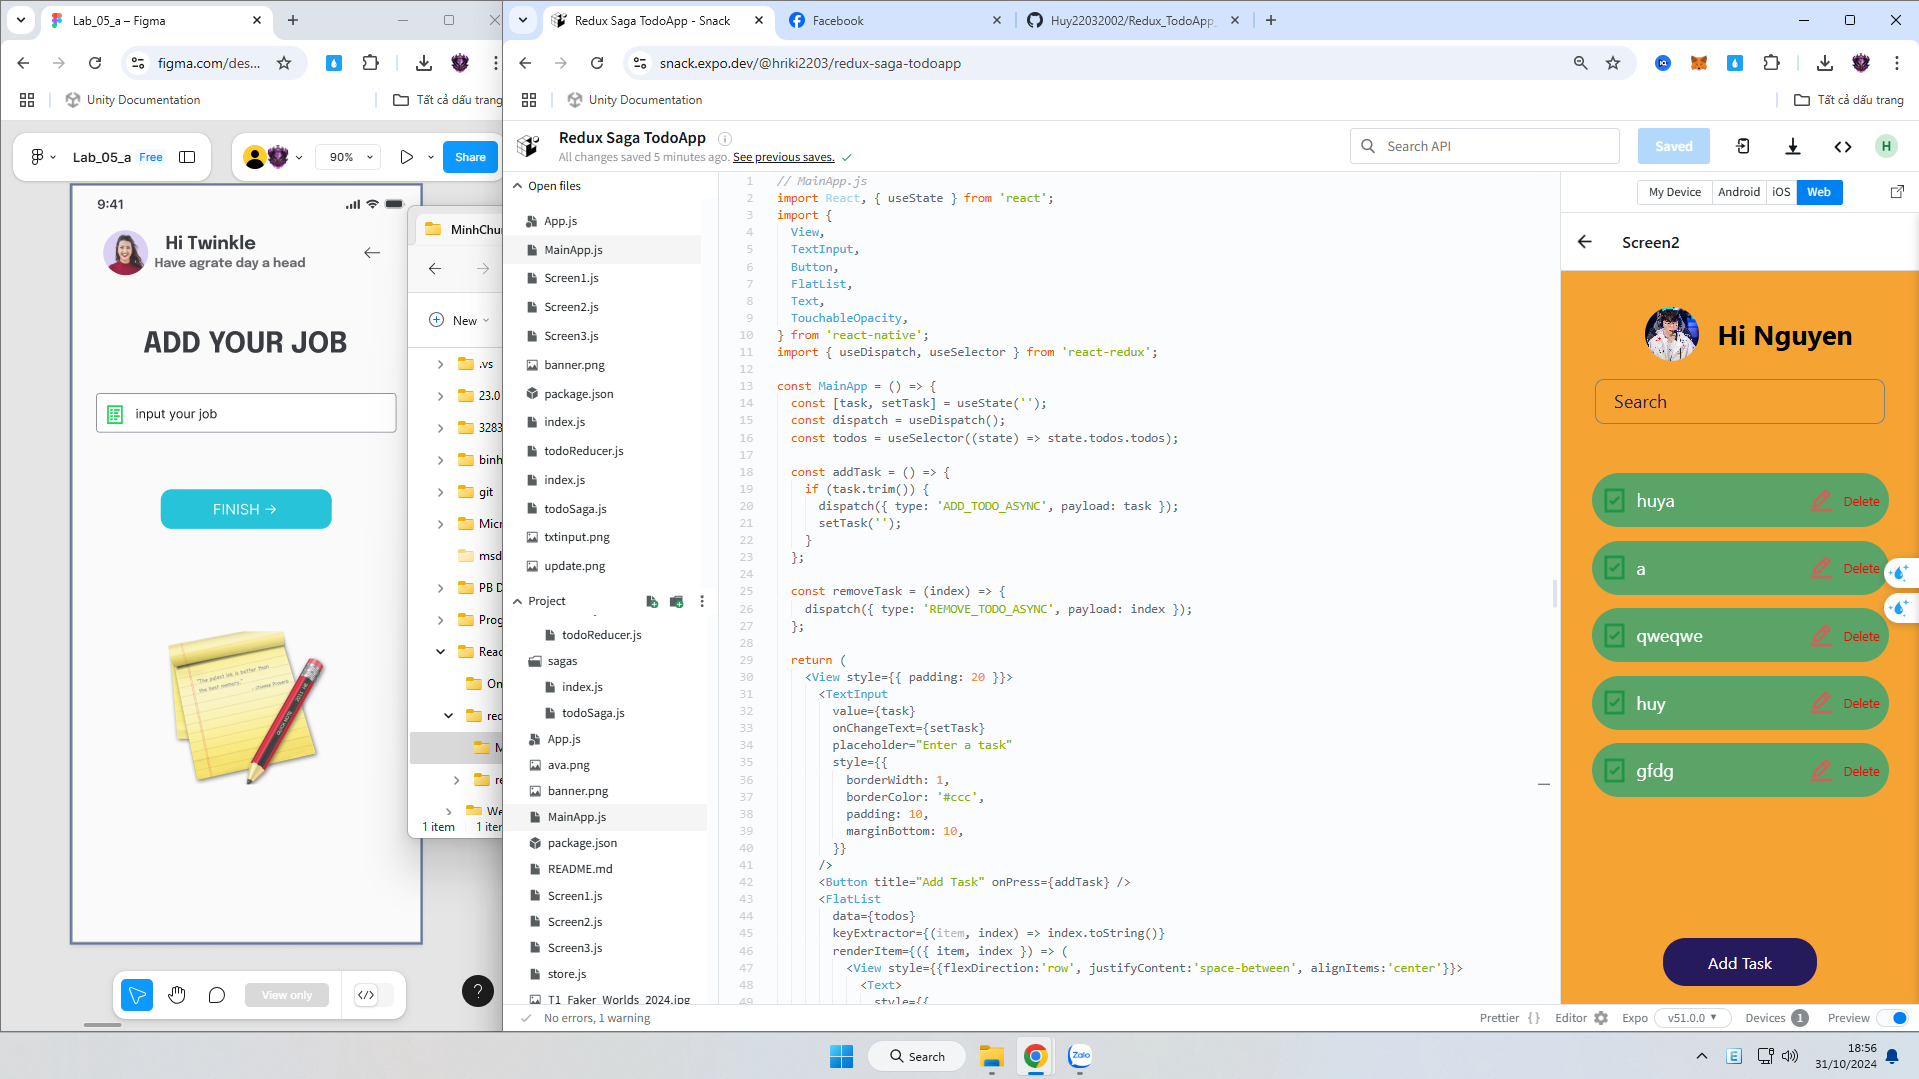 Lab_05_a – Figma
figma.com/des...
Unity Documentation
Tất cả dấu trang
Lab_05_a Free
90%
Share
9:41
Hi Twinkle
Have agrate day a head
ADD YOUR JOB
input your job
FINISH →
View only
?
MinhChu
New
.vs
23.0
3283
binh
git
Micr
msd
PB D
Prog
Reac
On
red
M
re
We
1 item
1 iter
Redux Saga TodoApp - Snack
Facebook
Huy22032002/Redux_TodoApp_
snack.expo.dev/@hriki2203/redux-saga-todoapp
Unity Documentation
Tất cả dấu trang
Redux Saga TodoApp
All changes saved 5 minutes ago. See previous saves.
Search API
Saved
H
Open files
App.js
MainApp.js
Screen1.js
Screen2.js
Screen3.js
banner.png
package.json
index.js
todoReducer.js
index.js
todoSaga.js
txtinput.png
update.png
Project
todoReducer.js
sagas
index.js
todoSaga.js
App.js
ava.png
banner.png
MainApp.js
package.json
README.md
Screen1.js
Screen2.js
Screen3.js
store.js
T1_Faker_Worlds_2024.jpg
1 // MainApp.js
2 import React, { useState } from 'react';
3 import {
4 View,
5 TextInput,
6 Button,
7 FlatList,
8 Text,
9 TouchableOpacity,
10 } from 'react-native';
11 import { useDispatch, useSelector } from 'react-redux';
12
13 const MainApp = () => {
14 const [task, setTask] = useState('');
15 const dispatch = useDispatch();
16 const todos = useSelector((state) => state.todos.todos);
17
18 const addTask = () => {
19 if (task.trim()) {
20 dispatch({ type: 'ADD_TODO_ASYNC', payload: task });
21 setTask('');
22 }
23 };
24
25 const removeTask = (index) => {
26 dispatch({ type: 'REMOVE_TODO_ASYNC', payload: index });
27 };
28
29 return (
30 <View style={{ padding: 20 }}>
31 <TextInput
32 value={task}
33 onChangeText={setTask}
34 placeholder="Enter a task"
35 style={{
36 borderWidth: 1,
37 borderColor: '#ccc',
38 padding: 10,
39 marginBottom: 10,
40 }}
41 />
42 <Button title="Add Task" onPress={addTask} />
43 <FlatList
44 data={todos}
45 keyExtractor={(item, index) => index.toString()}
46 renderItem={({ item, index }) => (
47 <View style={{flexDirection:'row', justifyContent:'space-between', alignItems:'center'}}>
48 <Text>
49 style={{
My Device
Android
iOS
Web
Screen2
Hi Nguyen
Search
huya
Delete
a
Delete
qweqwe
Delete
huy
Delete
gfdg
Delete
Add Task
No errors, 1 warning
Prettier { }
Editor
Expo
v51.0.0
Devices 1
Preview
Search
Zalo
E
18:56
31/10/2024